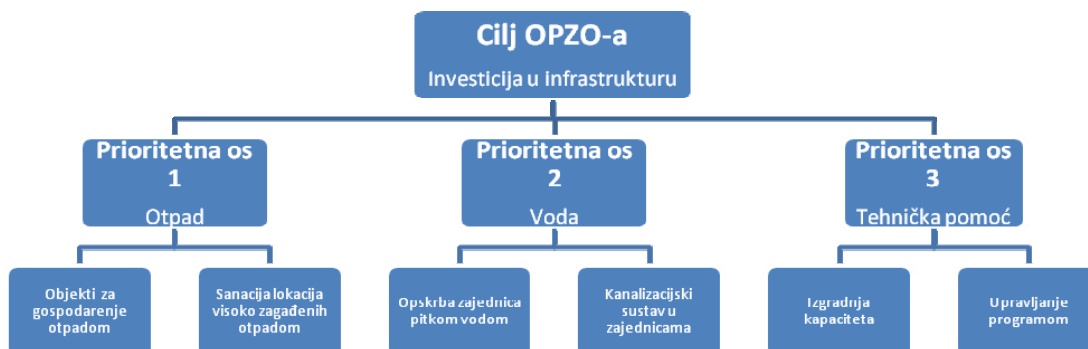 Cilj OPZO-a
Investicija u infrastrukturu
Prioritetna os
1
Otpad
Prioritetna os
2
Voda
Prioritetna os
3
Tehnička pomoć
Objekti za
gospodarenje
otpadom
Sanacija lokacija
visoko zagađenih
otpadom
Opskrba zajednica
pitkom vodom
Kanalizacijski
sustav u
zajednicama
Izgradnja
kapaciteta
Upravljanje
programom